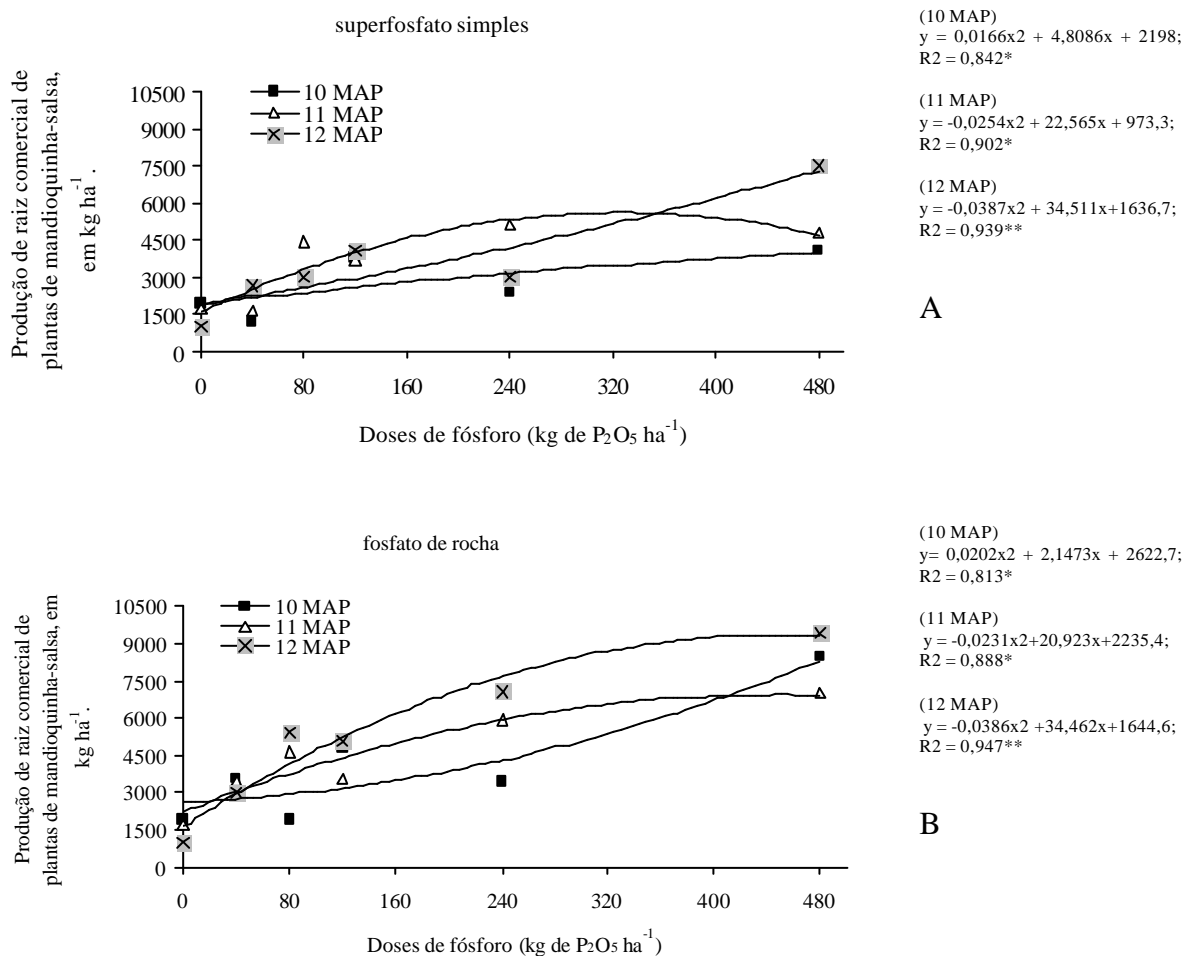 superfosfato simples
Produção de raiz comercial de
plantas de mandioquinha-salsa,
em kg ha-1.
10500
9000
7500
6000
4500
3000
1500
0
10 MAP
11 MAP
12 MAP
0 80 160 240 320 400 480
Doses de fósforo (kg de P2O5 ha-1)
(10 MAP)
y = 0,0166x2 + 4,8086x + 2198;
R2 = 0,842*
(11 MAP)
y = -0,0254x2 + 22,565x + 973,3;
R2 = 0,902*
(12 MAP)
y = -0,0387x2 + 34,511x+1636,7;
R2 = 0,939**
A
fosfato de rocha
Produção de raiz comercial de
plantas de mandioquinha-salsa, em
kg ha-1.
10500
9000
7500
6000
4500
3000
1500
0
10 MAP
11 MAP
12 MAP
0 80 160 240 320 400 480
Doses de fósforo (kg de P2O5 ha-1)
(10 MAP)
y= 0,0202x2 + 2,1473x + 2622,7;
R2 = 0,813*
(11 MAP)
y = -0,0231x2+20,923x+2235,4;
R2 = 0,888*
(12 MAP)
y = -0,0386x2 +34,462x+1644,6;
R2 = 0,947**
B